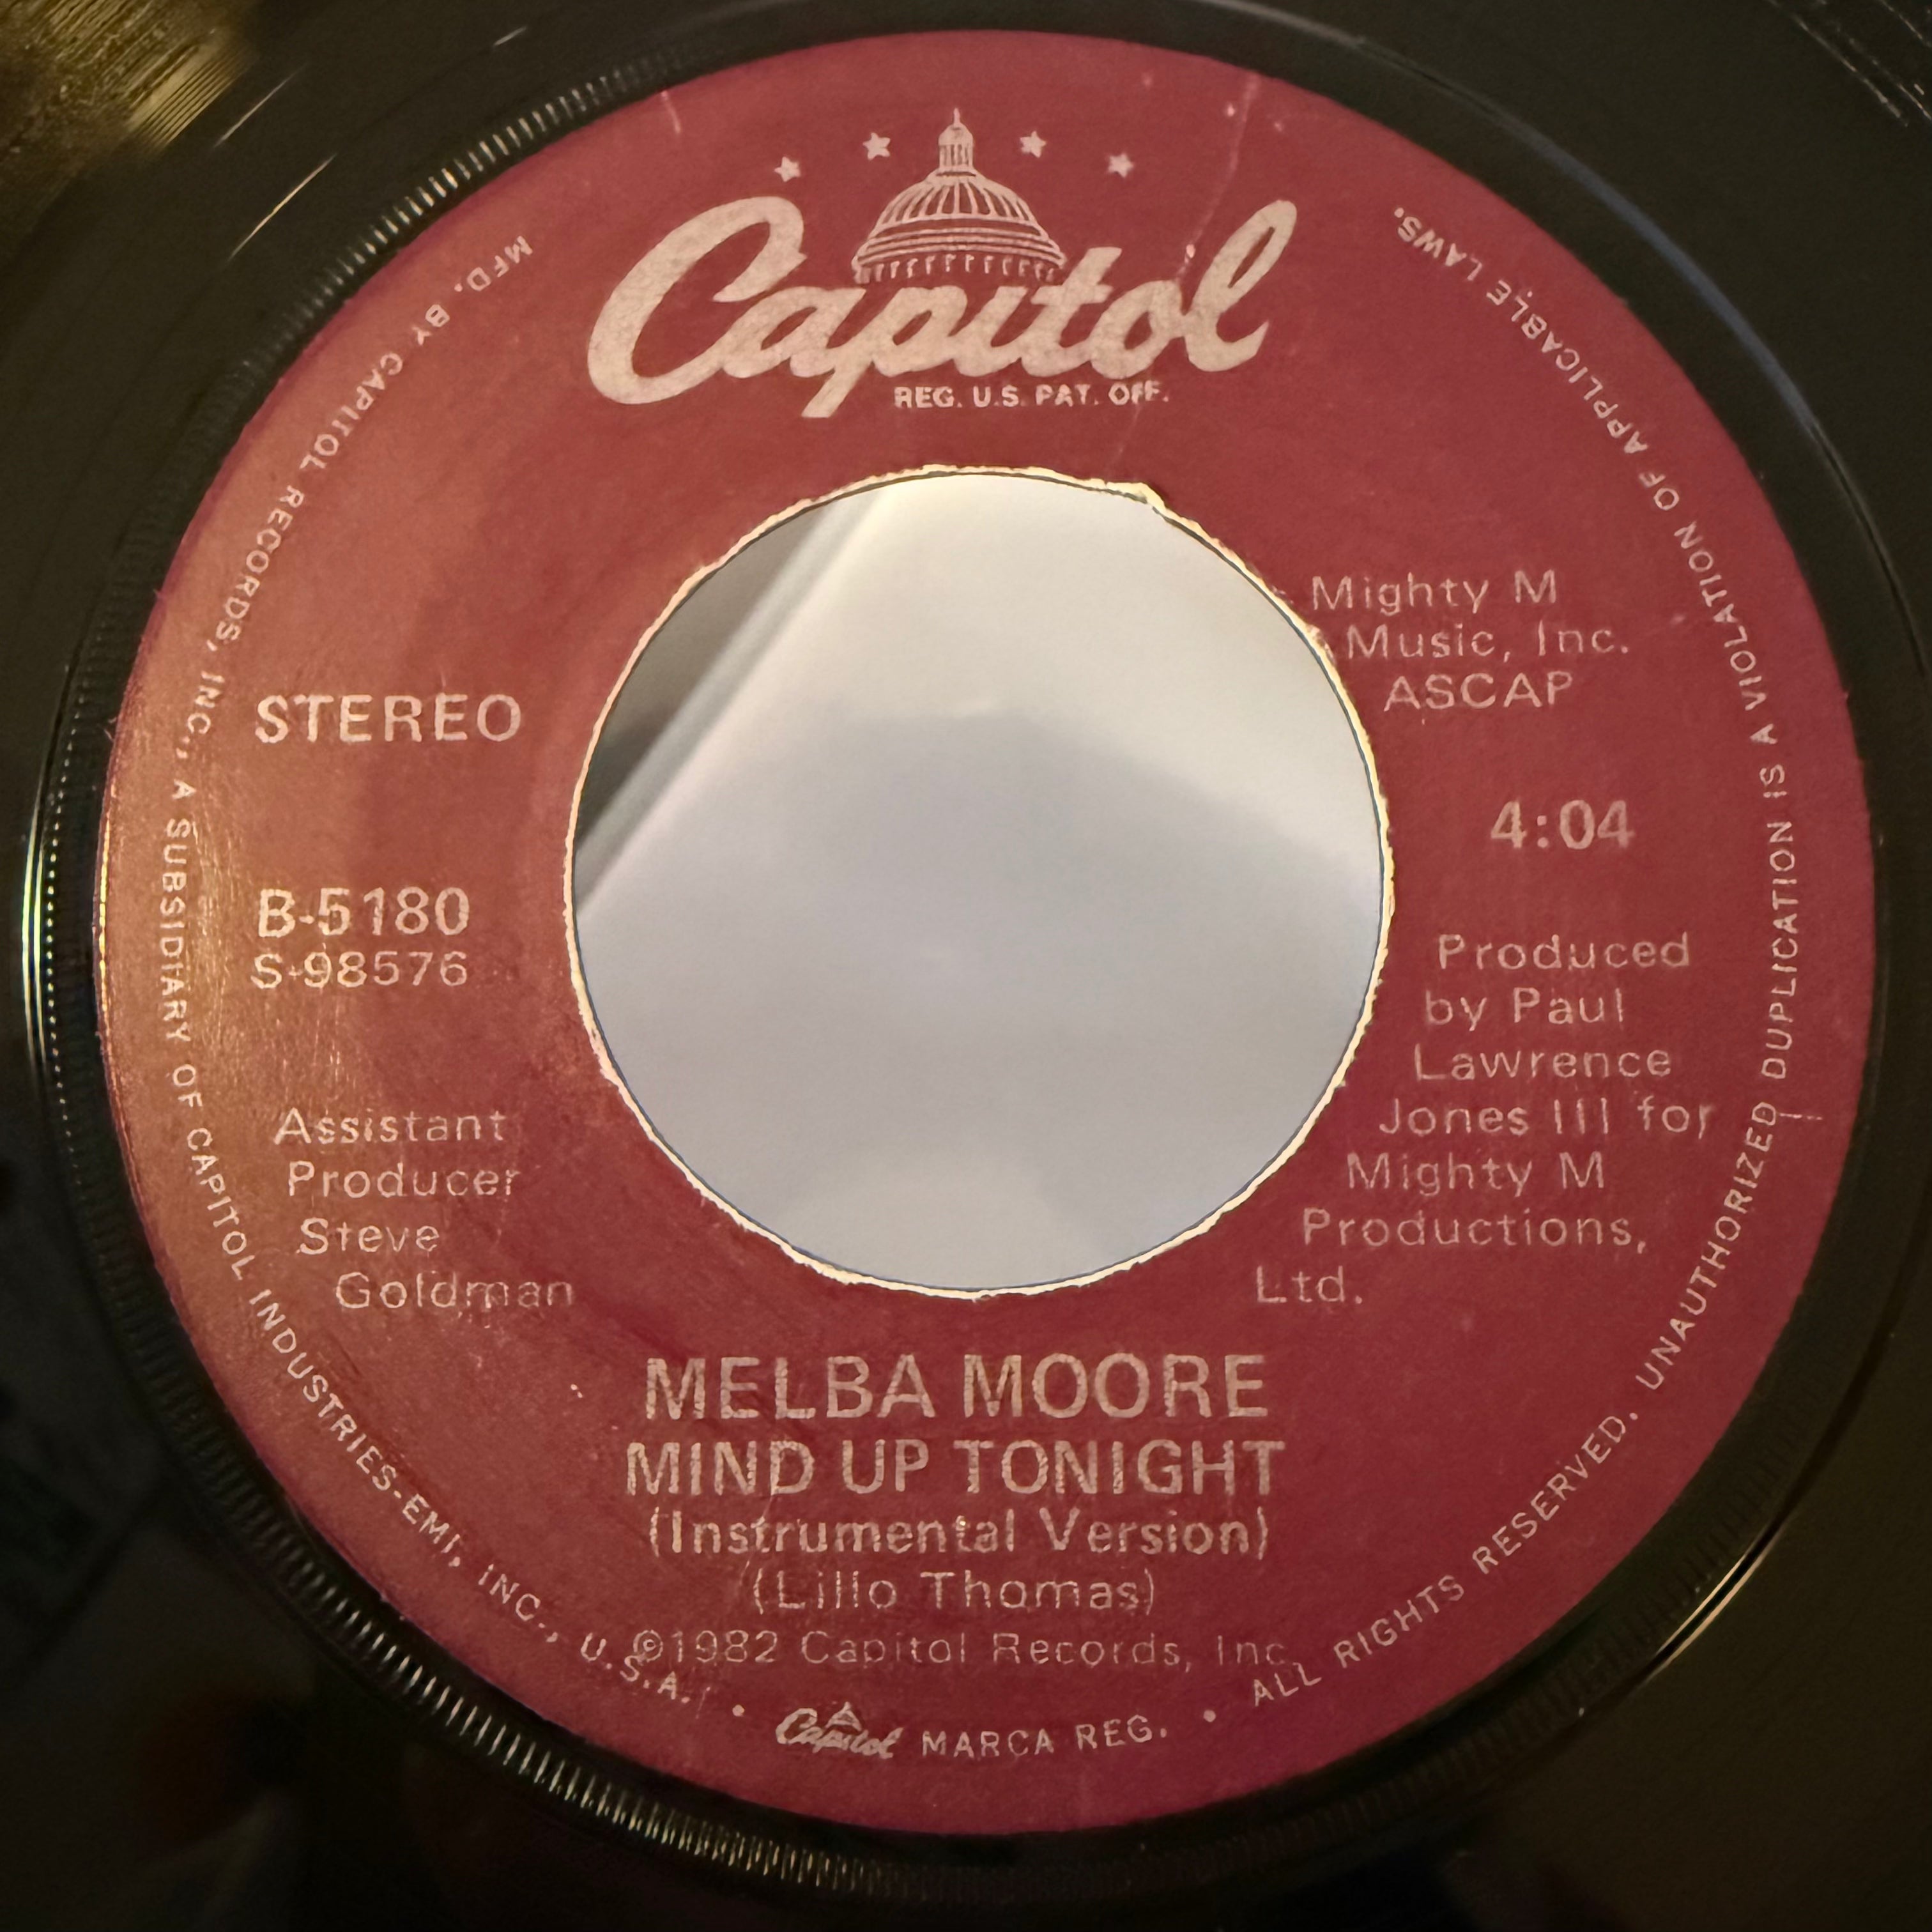 Capitol
REG. U.S. PAT. OFF.
Mighty M
Music, Inc.
ASCAP
STEREO
4:04
B-5180
S-98576
Produced
by Paul
Lawrence
Jones III for
Mighty M
Productions,
Ltd.
Assistant
Producer
Steve
Goldman
MELBA MOORE
MIND UP TONIGHT
(Instrumental Version)
(Lillo Thomas)
℗1982 Capitol Records, Inc.
MFD. BY CAPITOL RECORDS, INC., A SUBSIDIARY OF CAPITOL INDUSTRIES-EMI, INC., U.S.A. • Capitol MARCA REG. • ALL RIGHTS RESERVED. UNAUTHORIZED DUPLICATION IS A VIOLATION OF APPLICABLE LAWS.